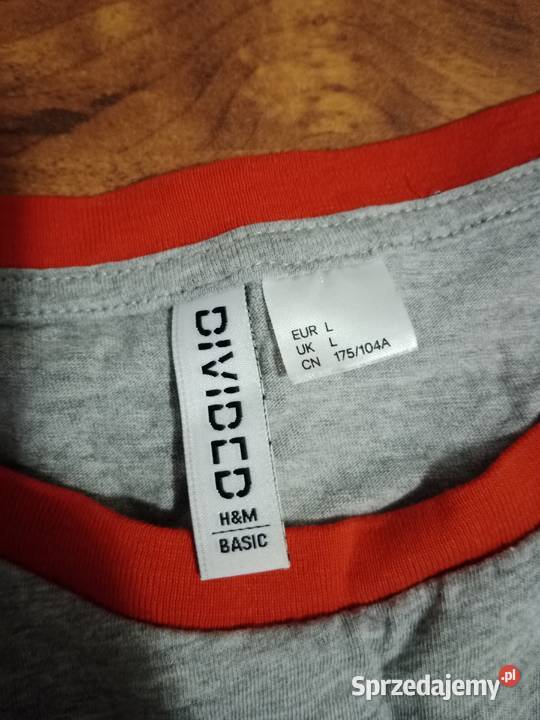 DIVIDED
H&M
BASIC
EUR L
UK L
CN 175/104A
Sprzedajemy.pl